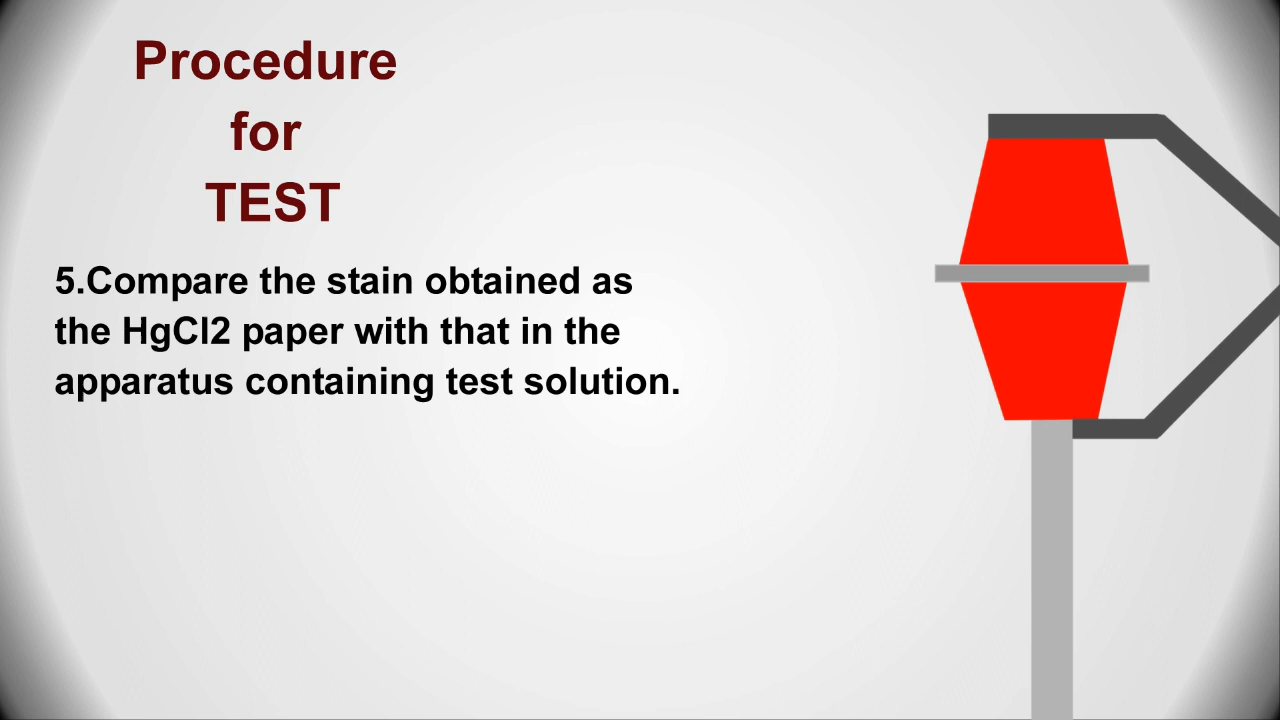 Procedure
for
TEST
5.Compare the stain obtained as
the HgCl2 paper with that in the
apparatus containing test solution.